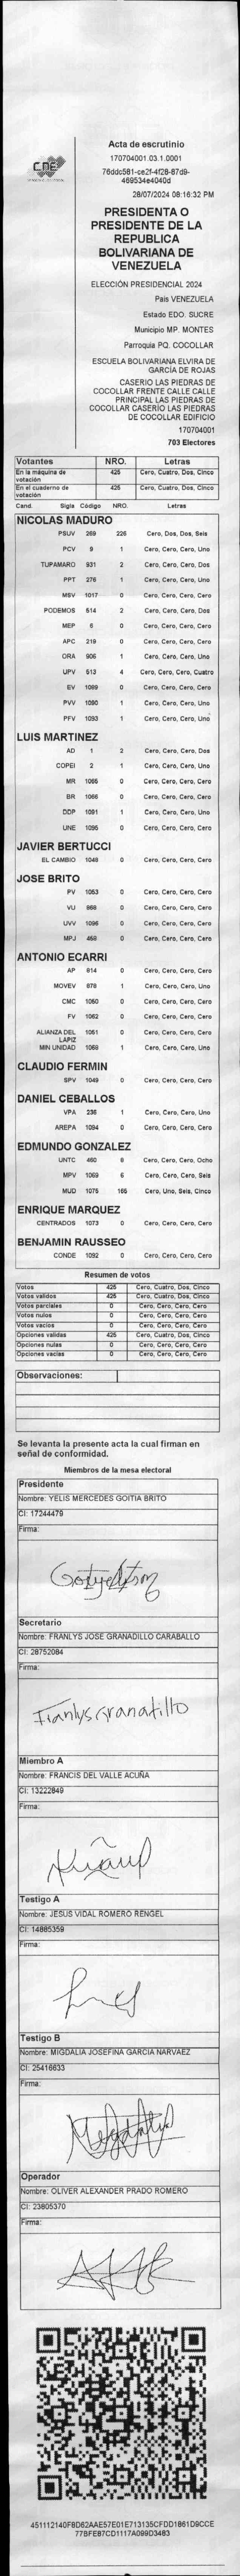 CNE
Acta de escrutinio
170704001.03.1.0001
76ddc581-ce2f-4f28-87d9-
469534e4040d
28/07/2024 08:16:32 PM
PRESIDENTA O
PRESIDENTE DE LA
REPUBLICA
BOLIVARIANA DE
VENEZUELA
ELECCIÓN PRESIDENCIAL 2024
País VENEZUELA
Estado EDO. SUCRE
Municipio MP. MONTES
Parroquia PQ. COCOLLAR
ESCUELA BOLIVARIANA ELVIRA DE
GARCÍA DE ROJAS
CASERIO LAS PIEDRAS DE
COCOLLAR FRENTE CALLE CALLE
PRINCIPAL LAS PIEDRAS DE
COCOLLAR CASERÍO LAS PIEDRAS
DE COCOLLAR EDIFICIO
170704001
703 Electores
Votantes NRO. Letras
En la máquina de votación 425 Cero, Cuatro, Dos, Cinco
En el cuaderno de votación 425 Cero, Cuatro, Dos, Cinco
Cand. Sigla Código NRO. Letras
NICOLAS MADURO
PSUV 269 226 Cero, Dos, Dos, Seis
PCV 9 1 Cero, Cero, Cero, Uno
TUPAMARO 931 2 Cero, Cero, Cero, Dos
PPT 276 1 Cero, Cero, Cero, Uno
MSV 1017 0 Cero, Cero, Cero, Cero
PODEMOS 514 2 Cero, Cero, Cero, Dos
MEP 6 0 Cero, Cero, Cero, Cero
APC 219 0 Cero, Cero, Cero, Cero
ORA 906 1 Cero, Cero, Cero, Uno
UPV 513 4 Cero, Cero, Cero, Cuatro
EV 1089 0 Cero, Cero, Cero, Cero
PVV 1090 1 Cero, Cero, Cero, Uno
PFV 1093 1 Cero, Cero, Cero, Uno
LUIS MARTINEZ
AD 1 2 Cero, Cero, Cero, Dos
COPEI 2 1 Cero, Cero, Cero, Uno
MR 1065 0 Cero, Cero, Cero, Cero
BR 1066 0 Cero, Cero, Cero, Cero
DDP 1091 1 Cero, Cero, Cero, Uno
UNE 1095 0 Cero, Cero, Cero, Cero
JAVIER BERTUCCI
EL CAMBIO 1048 0 Cero, Cero, Cero, Cero
JOSE BRITO
PV 1053 0 Cero, Cero, Cero, Cero
VU 868 0 Cero, Cero, Cero, Cero
UVV 1096 0 Cero, Cero, Cero, Cero
MPJ 459 0 Cero, Cero, Cero, Cero
ANTONIO ECARRI
AP 814 0 Cero, Cero, Cero, Cero
MOVEV 878 1 Cero, Cero, Cero, Uno
CMC 1050 0 Cero, Cero, Cero, Cero
FV 1062 0 Cero, Cero, Cero, Cero
ALIANZA DEL LAPIZ 1051 0 Cero, Cero, Cero, Cero
MIN UNIDAD 1069 1 Cero, Cero, Cero, Uno
CLAUDIO FERMIN
SPV 1049 0 Cero, Cero, Cero, Cero
DANIEL CEBALLOS
VPA 236 1 Cero, Cero, Cero, Uno
AREPA 1094 0 Cero, Cero, Cero, Cero
EDMUNDO GONZALEZ
UNTC 460 8 Cero, Cero, Cero, Ocho
MPV 1069 6 Cero, Cero, Cero, Seis
MUD 1075 165 Cero, Uno, Seis, Cinco
ENRIQUE MARQUEZ
CENTRADOS 1073 0 Cero, Cero, Cero, Cero
BENJAMIN RAUSSEO
CONDE 1092 0 Cero, Cero, Cero, Cero
Resumen de votos
Votos 425 Cero, Cuatro, Dos, Cinco
Votos validos 425 Cero, Cuatro, Dos, Cinco
Votos parciales 0 Cero, Cero, Cero, Cero
Votos nulos 0 Cero, Cero, Cero, Cero
Votos vacios 0 Cero, Cero, Cero, Cero
Opciones validas 425 Cero, Cuatro, Dos, Cinco
Opciones nulas 0 Cero, Cero, Cero, Cero
Opciones vacias 0 Cero, Cero, Cero, Cero
Observaciones:
Se levanta la presente acta la cual firman en
señal de conformidad.
Miembros de la mesa electoral
Presidente
Nombre: YELIS MERCEDES GOITIA BRITO
CI: 17244479
Firma:
Secretario
Nombre: FRANLYS JOSE GRANADILLO CARABALLO
CI: 28752084
Firma:
Franlys Granadillo
Miembro A
Nombre: FRANCIS DEL VALLE ACUÑA
CI: 13222849
Firma:
Testigo A
Nombre: JESUS VIDAL ROMERO RENGEL
CI: 14885359
Firma:
Testigo B
Nombre: MIGDALIA JOSEFINA GARCIA NARVAEZ
CI: 25416633
Firma:
Operador
Nombre: OLIVER ALEXANDER PRADO ROMERO
CI: 23805370
Firma:
451112140F8D62AAE57E01E713135CFDD1861D9CCE
77BFE87CD1117A099D3483